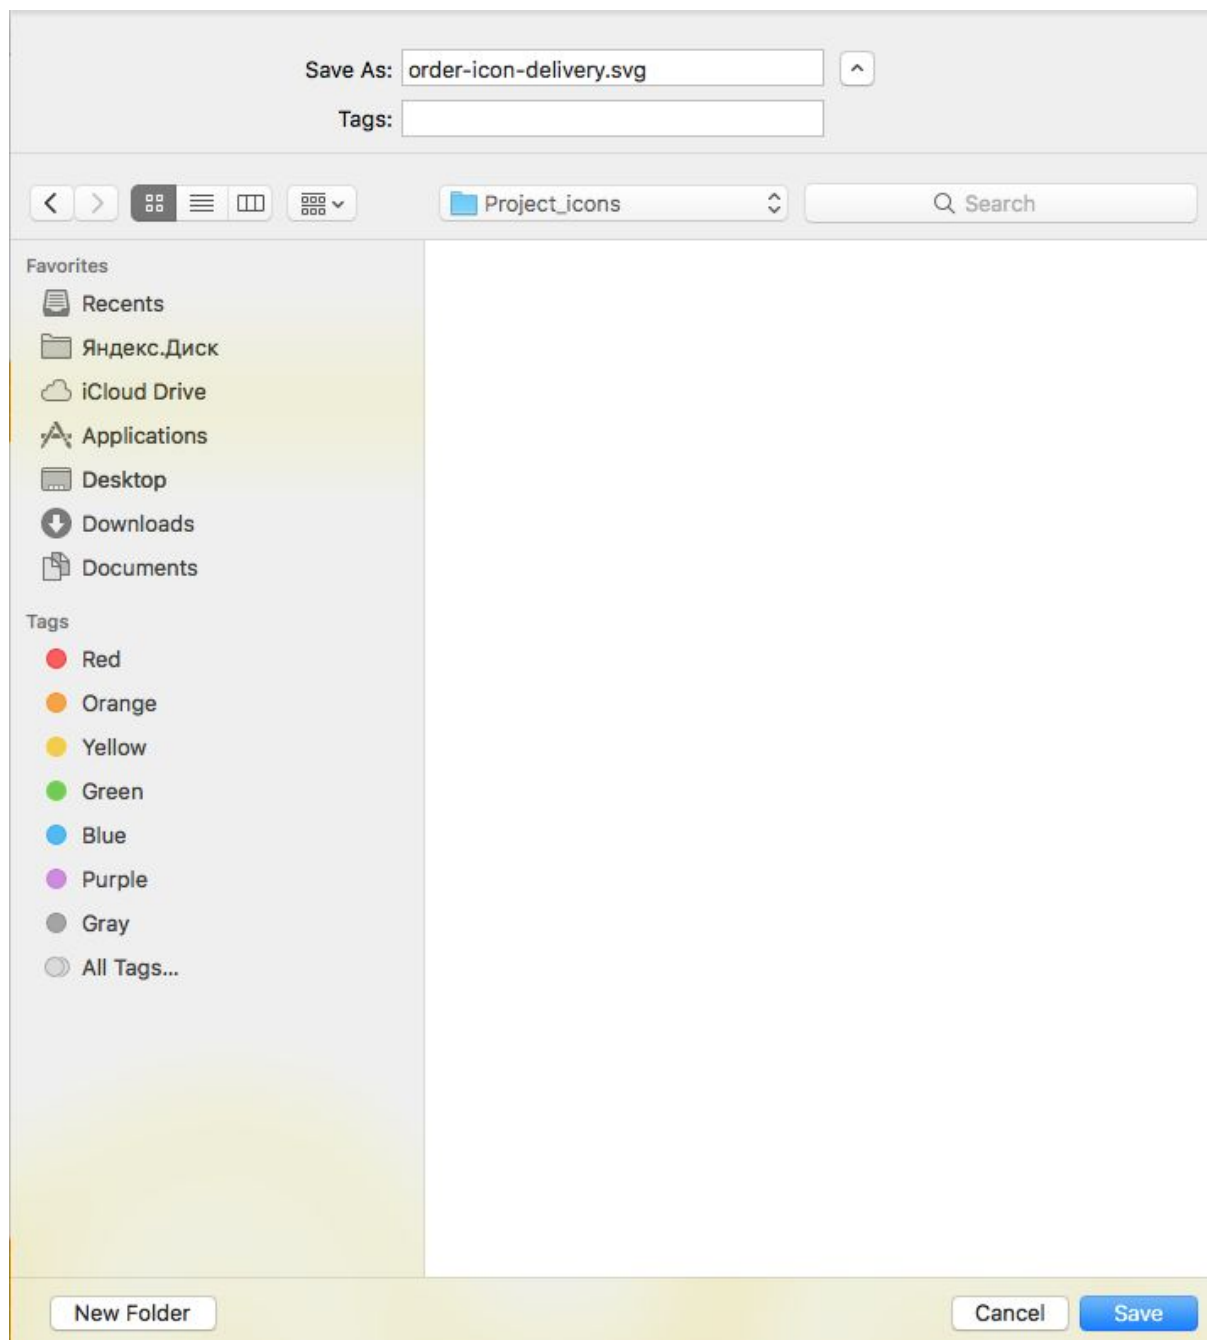 Save As: order-icon-delivery.svg
Tags:
Project_icons
Search
Favorites
Recents
Яндекс.Диск
iCloud Drive
Applications
Desktop
Downloads
Documents
Tags
Red
Orange
Yellow
Green
Blue
Purple
Gray
All Tags...
New Folder
Cancel
Save